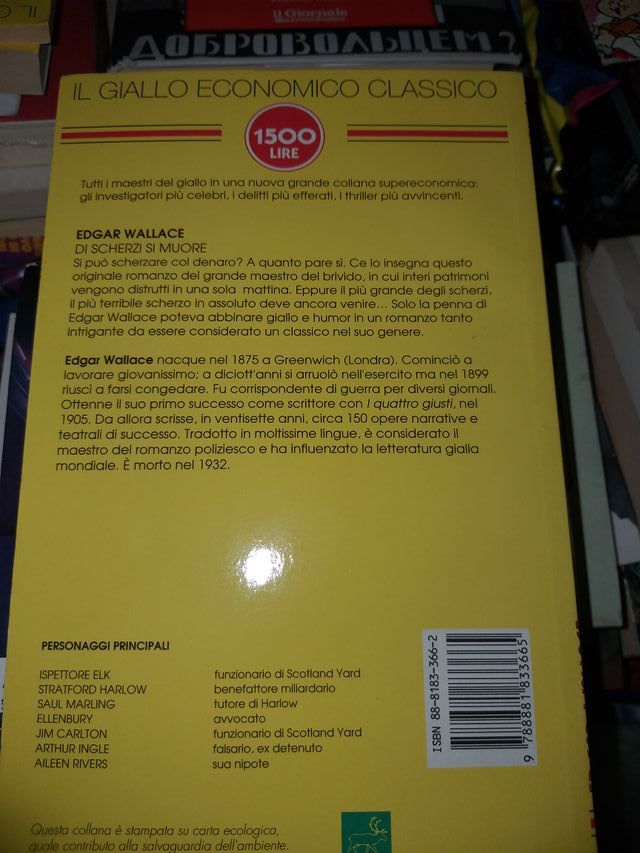 IL G
il Giornale
ДОБРОВОЛЬЦЕМ?
IL GIALLO ECONOMICO CLASSICO
1500
LIRE
Tutti i maestri del giallo in una nuova grande collana supereconomica:
gli investigatori più celebri, i delitti più efferati, i thriller più avvincenti.
EDGAR WALLACE
DI SCHERZI SI MUORE
Si può scherzare col denaro? A quanto pare sì. Ce lo insegna questo
originale romanzo del grande maestro del brivido, in cui interi patrimoni
vengono distrutti in una sola mattina. Eppure il più grande degli scherzi,
il più terribile scherzo in assoluto deve ancora venire... Solo la penna di
Edgar Wallace poteva abbinare giallo e humor in un romanzo tanto
intrigante da essere considerato un classico nel suo genere.
Edgar Wallace nacque nel 1875 a Greenwich (Londra). Cominciò a
lavorare giovanissimo; a diciott'anni si arruolò nell'esercito ma nel 1899
riuscì a farsi congedare. Fu corrispondente di guerra per diversi giornali.
Ottenne il suo primo successo come scrittore con I quattro giusti, nel
1905. Da allora scrisse, in ventisette anni, circa 150 opere narrative e
teatrali di successo. Tradotto in moltissime lingue, è considerato il
maestro del romanzo poliziesco e ha influenzato la letteratura gialla
mondiale. È morto nel 1932.
PERSONAGGI PRINCIPALI
ISPETTORE ELK funzionario di Scotland Yard
STRATFORD HARLOW benefattore miliardario
SAUL MARLING tutore di Harlow
ELLENBURY avvocato
JIM CARLTON funzionario di Scotland Yard
ARTHUR INGLE falsario, ex detenuto
AILEEN RIVERS sua nipote
ISBN 88-8183-366-2
9 788881 833665
Questa collana è stampata su carta ecologica,
quale contributo alla salvaguardia dell'ambiente.